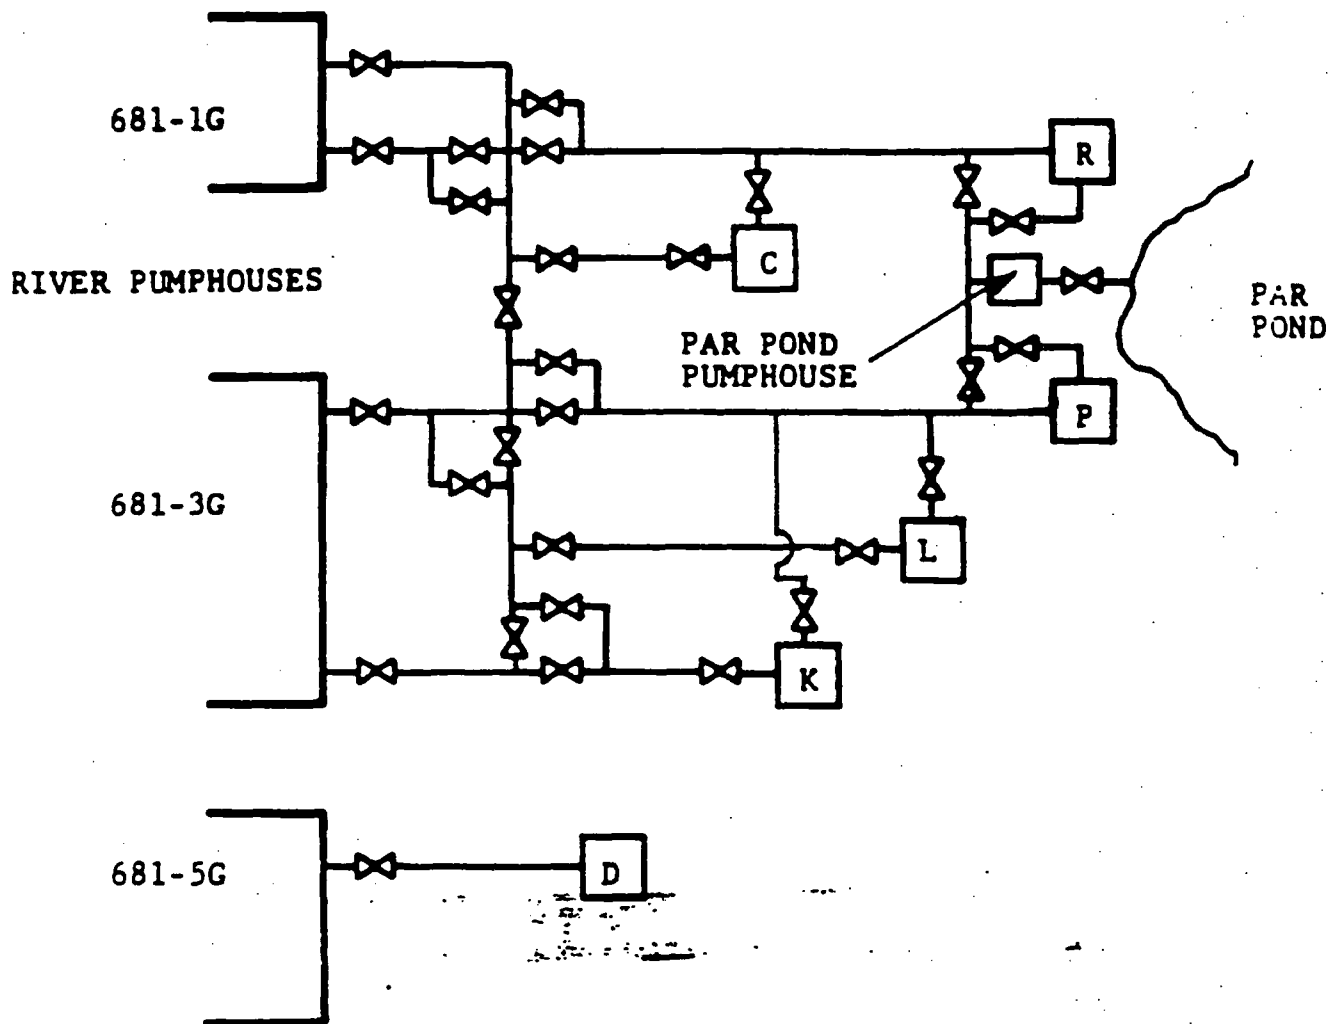 681-1G
R
C
RIVER PUMPHOUSES
PAR
POND
PAR POND
PUMPHOUSE
P
681-3G
L
K
681-5G
D